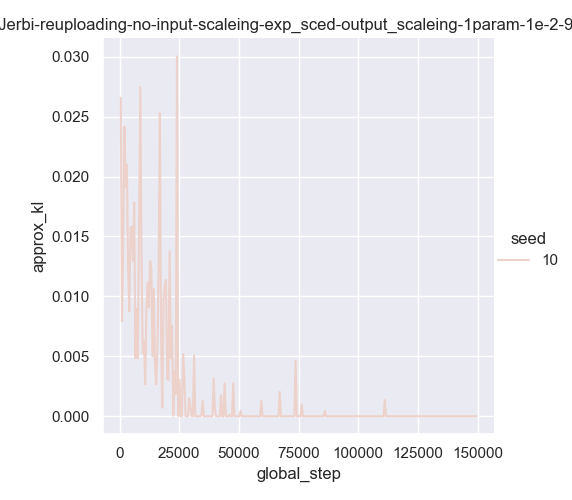 Jerbi-reuploading-no-input-scaleing-exp_sced-output_scaleing-1param-1e-2-9
0.030
0.025
0.020
0.015
0.010
0.005
0.000
approx_kl
0 25000 50000 75000 100000 125000 150000
global_step
seed
10